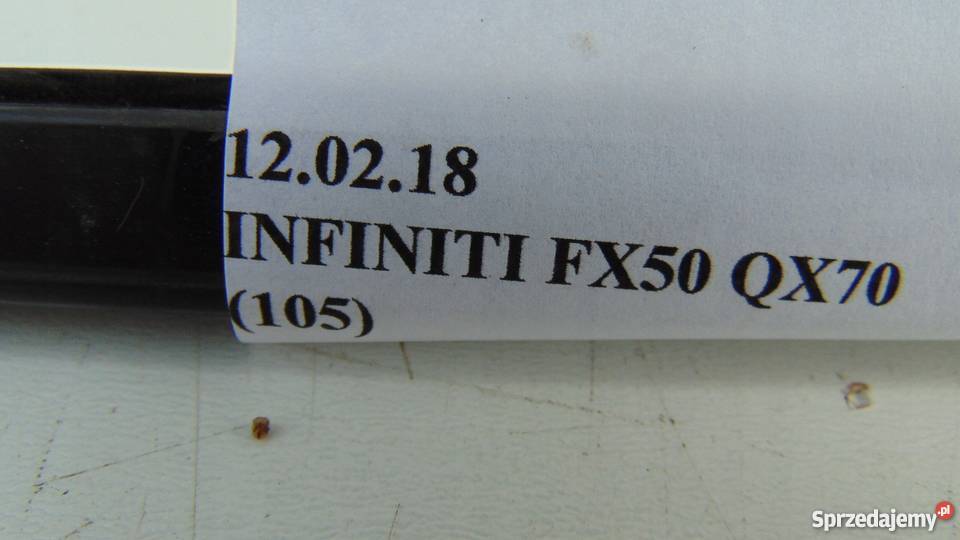 12.02.18
INFINITI FX50 QX70
(105)
Sprzedajemy.pl